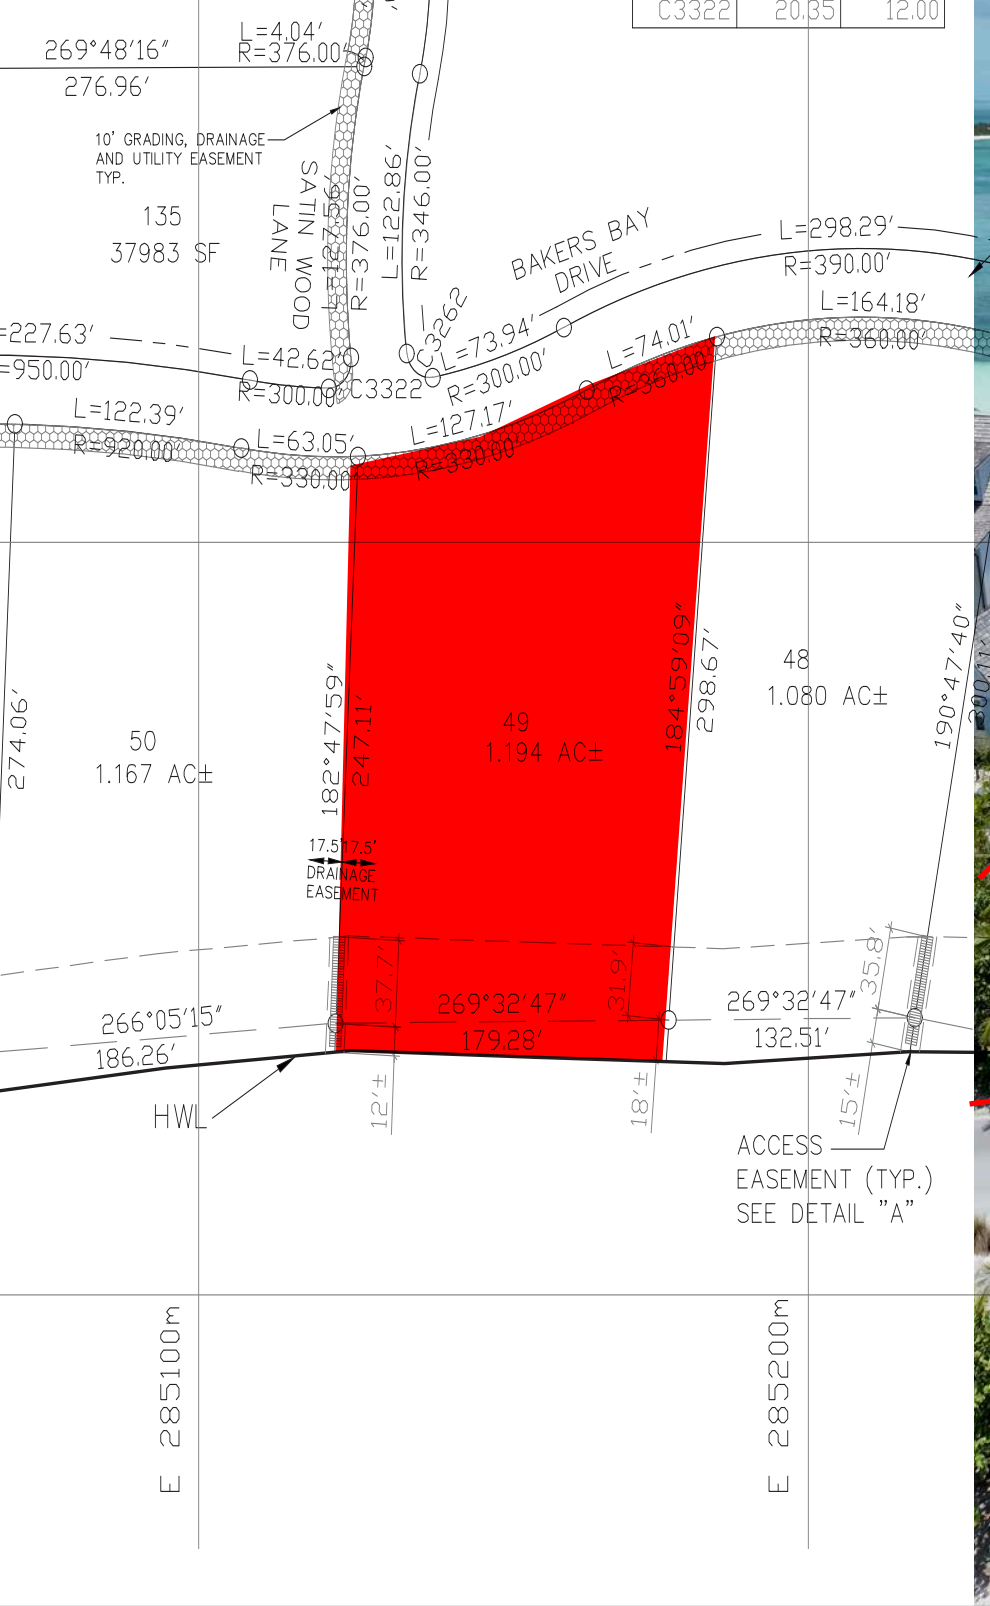 C3322 20.35 12.00
L=4.04'
R=376.00'
269°48'16"
276.96'
10' GRADING, DRAINAGE
AND UTILITY EASEMENT
TYP.
135
37983 SF
SATIN WOOD
LANE
L=127.56'
R=376.00'
L=122.86'
R=346.00'
BAKERS BAY
DRIVE
L=298.29'
R=390.00'
L=164.18'
R=360.00'
=227.63'
=950.00'
L=42.62'
R=300.00'
C3322
C3262
L=73.94'
R=300.00'
L=74.01'
R=360.00'
L=122.39'
R=920.00'
L=63.05'
R=330.00'
L=127.17'
R=330.00'
274.06'
50
1.167 AC±
182°47'59"
247.11'
49
1.194 AC±
184°59'09"
298.67'
48
1.080 AC±
190°47'40"
300.11'
17.5' 17.5'
DRAINAGE
EASEMENT
37.7'
31.9'
35.8'
266°05'15"
186.26'
269°32'47"
179.28'
269°32'47"
132.51'
HWL
12'±
18'±
15'±
ACCESS
EASEMENT (TYP.)
SEE DETAIL "A"
E 285100m
E 285200m